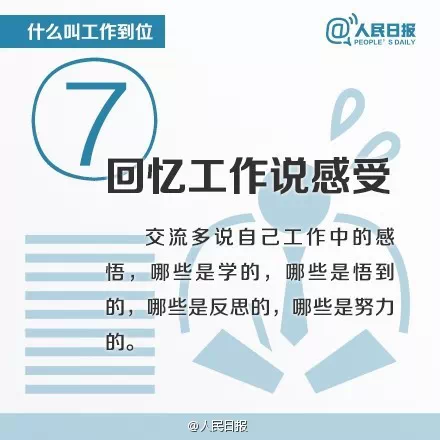 什么叫工作到位
@人民日报
PEOPLE'S DAILY
7
回忆工作说感受
交流多说自己工作中的感
悟，哪些是学的，哪些是悟到
的，哪些是反思的，哪些是努力
的。
@人民日报